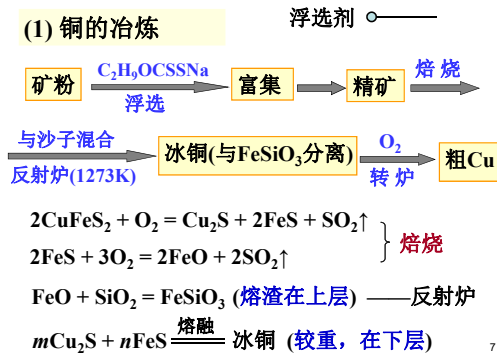 (1) 铜的冶炼
浮选剂
矿粉 C₂H₉OCSSNa 浮选 富集 精矿 焙 烧
与沙子混合 反射炉(1273K) 冰铜(与FeSiO₃分离) O₂ 转 炉 粗Cu
2CuFeS₂ + O₂ = Cu₂S + 2FeS + SO₂↑
2FeS + 3O₂ = 2FeO + 2SO₂↑
焙烧
FeO + SiO₂ = FeSiO₃ (熔渣在上层) ——反射炉
mCu₂S + nFeS 熔融 冰铜 (较重，在下层)
7